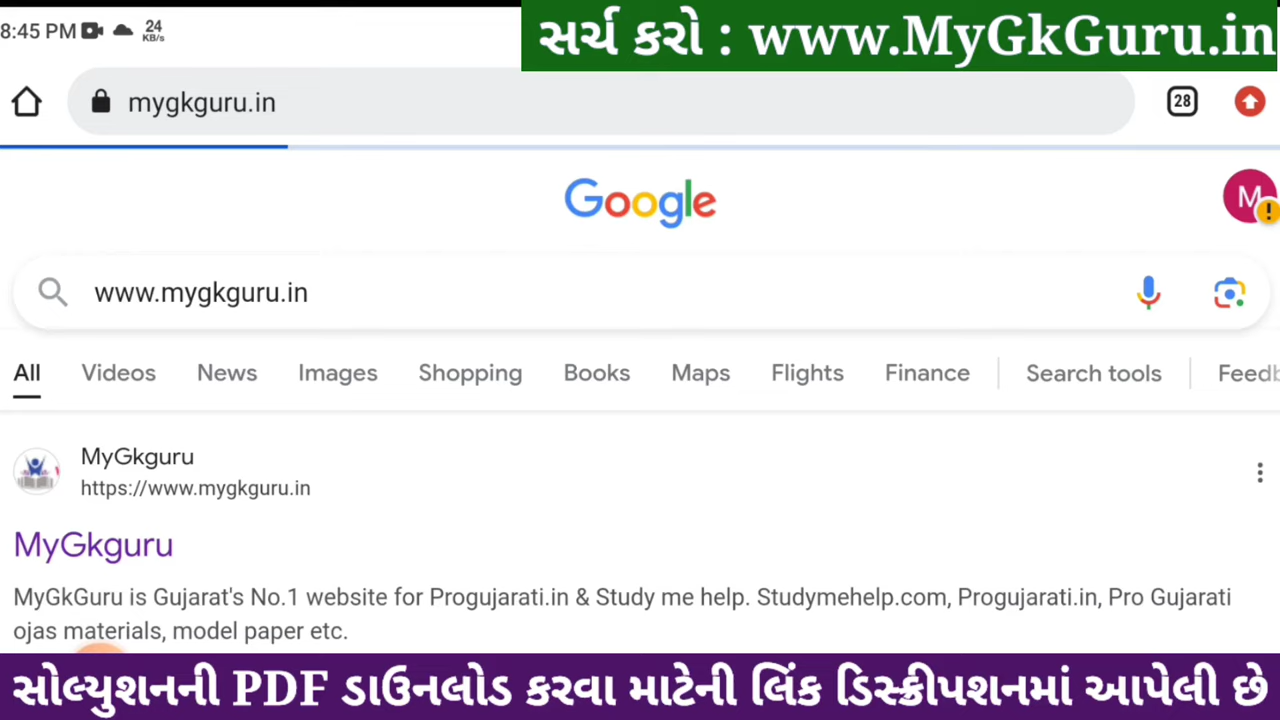 8:45 PM 24 KB/s
સર્ચ કરો : www.MyGkGuru.in
mygkguru.in 28
Google
M
www.mygkguru.in
All Videos News Images Shopping Books Maps Flights Finance Search tools Feedb
MyGkguru
https://www.mygkguru.in
MyGkguru
MyGkGuru is Gujarat's No.1 website for Progujarati.in & Study me help. Studymehelp.com, Progujarati.in, Pro Gujarati
ojas materials, model paper etc.
સોલ્યુશનની PDF ડાઉનલોડ કરવા માટેની લિંક ડિસ્ક્રીપશનમાં આપેલી છે